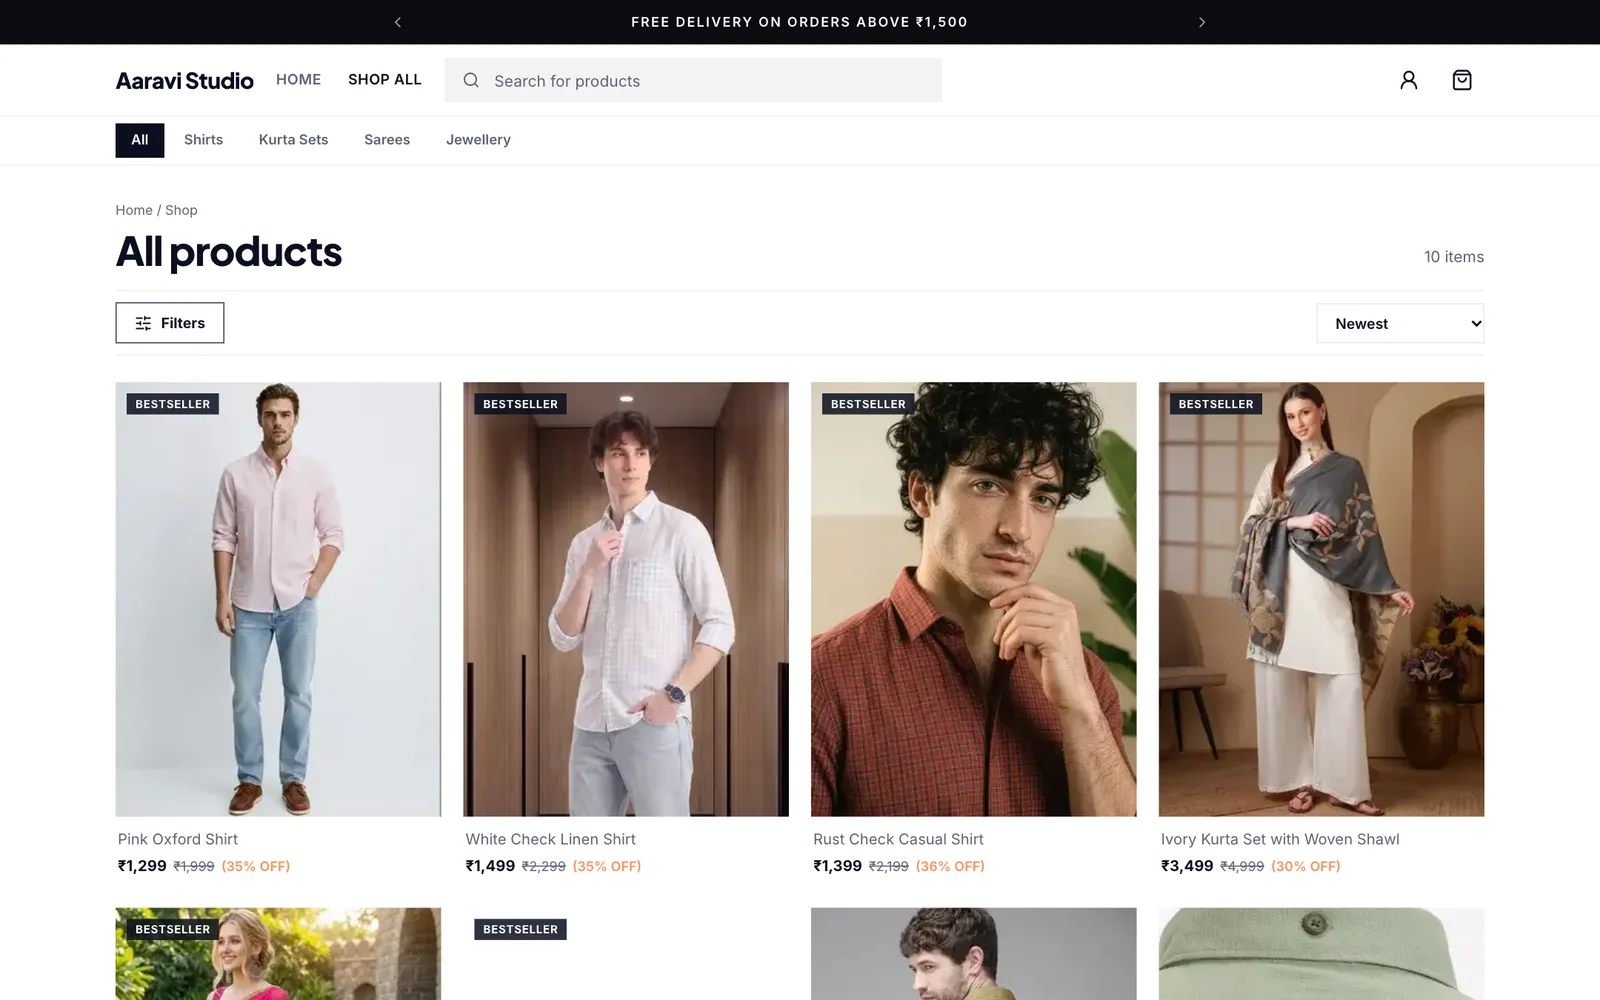 FREE DELIVERY ON ORDERS ABOVE ₹1,500
Aaravi Studio HOME SHOP ALL Search for products
All Shirts Kurta Sets Sarees Jewellery
Home / Shop
All products
10 items
Filters Newest
BESTSELLER BESTSELLER BESTSELLER BESTSELLER
Pink Oxford Shirt White Check Linen Shirt Rust Check Casual Shirt Ivory Kurta Set with Woven Shawl
₹1,299 ₹1,999 (35% OFF) ₹1,499 ₹2,299 (35% OFF) ₹1,399 ₹2,199 (36% OFF) ₹3,499 ₹4,999 (30% OFF)
BESTSELLER BESTSELLER